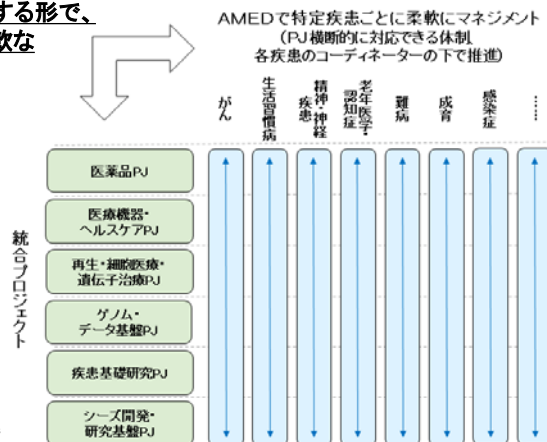 する形で、
軟な
AMEDで特定疾患ごとに柔軟にマネジメント
(PJ横断的に対応できる体制
各疾患のコーディネーターの下で推進)
がん
生活習慣病
精神・神経
疾患
老年医学・
認知症
難病
成育
感染症
……
統合プロジェクト
医薬品PJ
医療機器・
ヘルスケアPJ
再生・細胞医療・
遺伝子治療PJ
ゲノム・
データ基盤PJ
疾患基礎研究PJ
シーズ開発・
研究基盤PJ